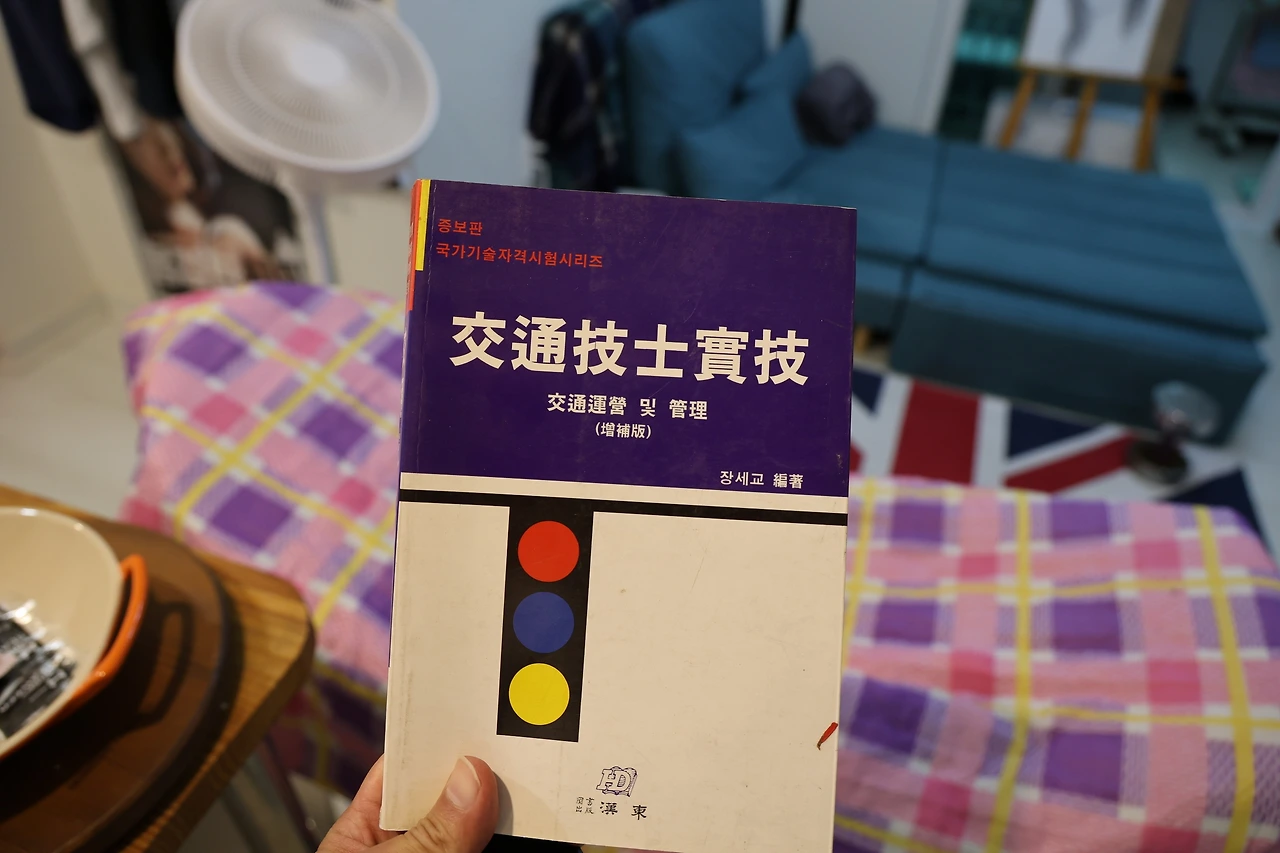 증보판
국가기술자격시험시리즈
交通技士實技
交通運營 및 管理
(增補版)
장세교 編著
HD
圖書出版 漢東